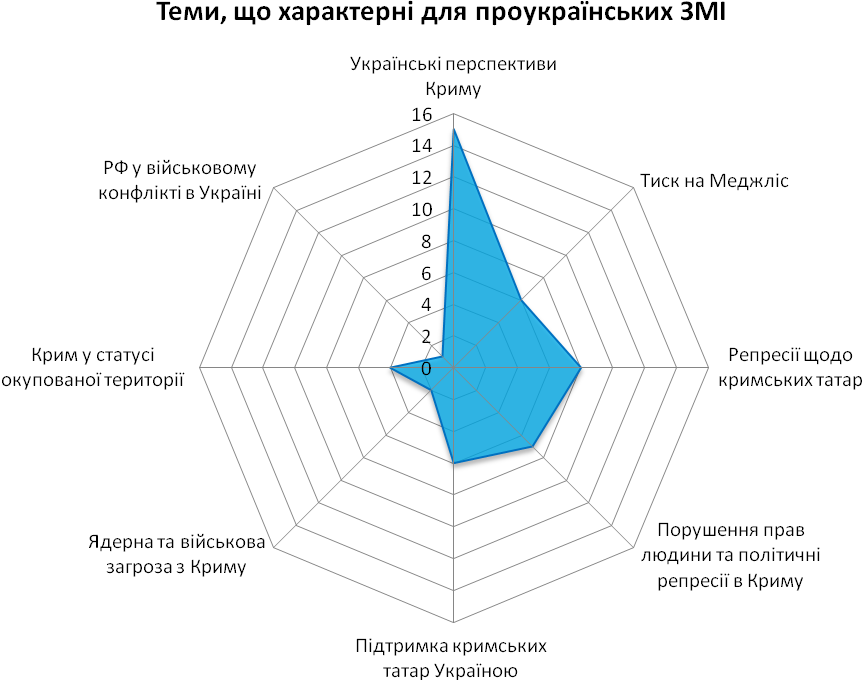 Теми, що характерні для проукраїнських ЗМІ
Українські перспективи
Криму
Тиск на Меджліс
Репресії щодо
кримських татар
Порушення прав
людини та політичні
репресії в Криму
Підтримка кримських
татар Україною
Ядерна та військова
загроза з Криму
Крим у статусі
окупованої території
РФ у військовому
конфлікті в Україні
16
14
12
10
8
6
4
2
0